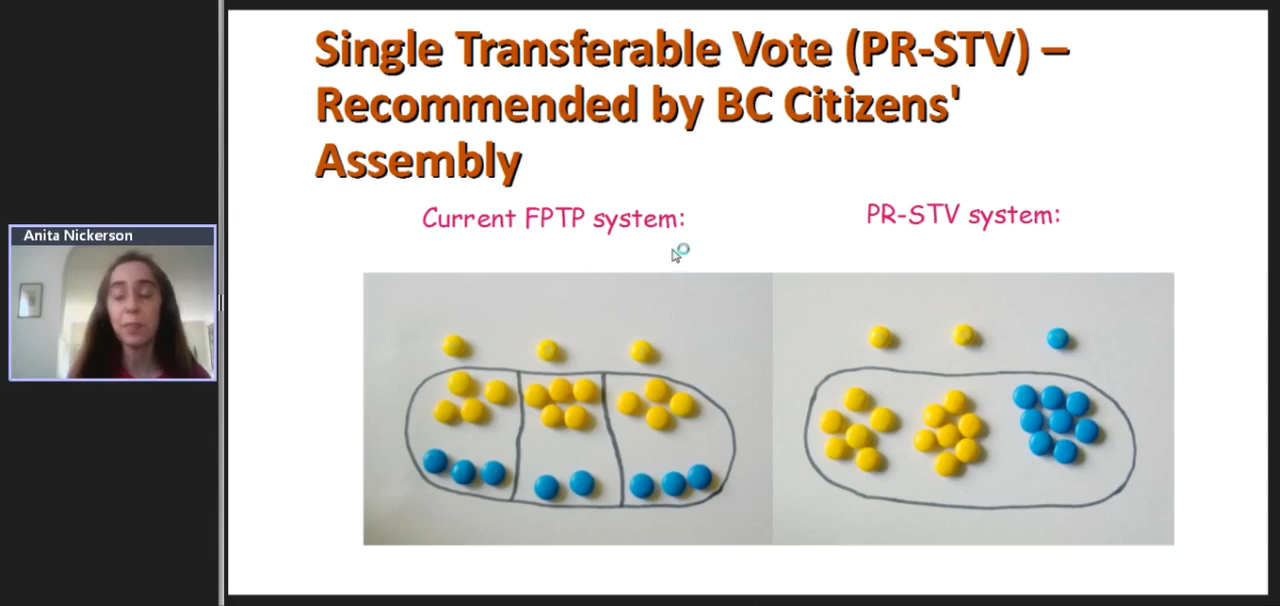 Single Transferable Vote (PR-STV) –
Recommended by BC Citizens'
Assembly
Current FPTP system:
PR-STV system:
Anita Nickerson